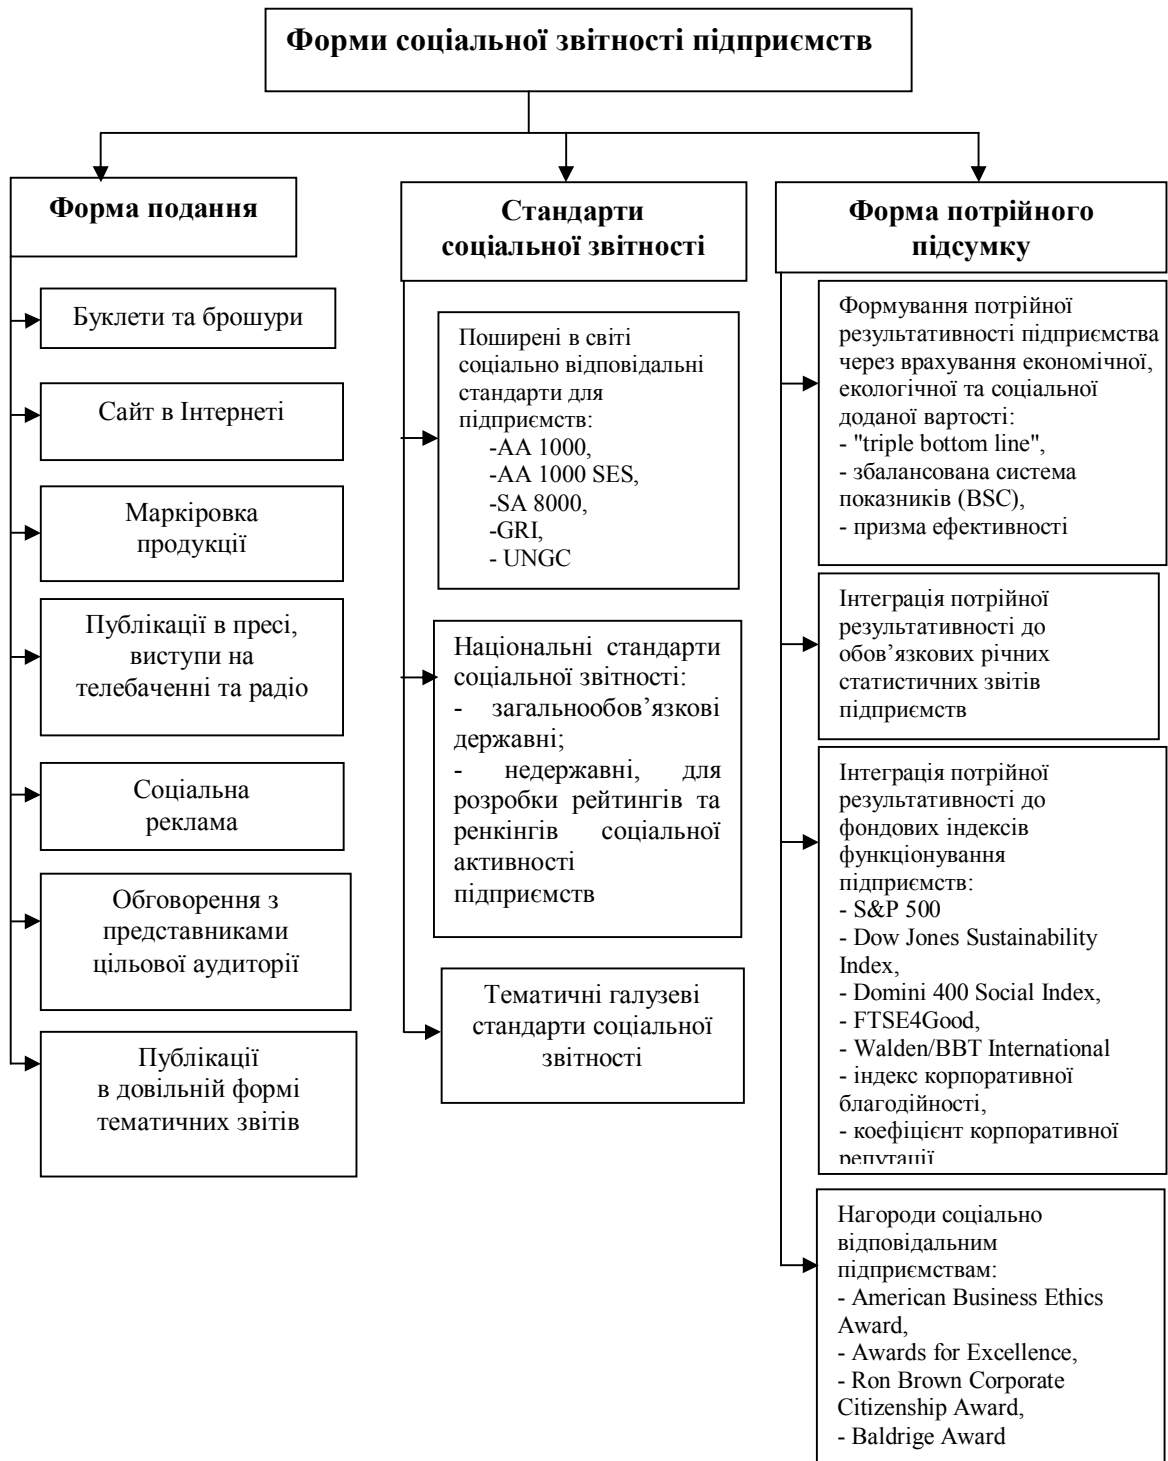 Форми соціальної звітності підприємств
Форма подання
Буклети та брошури
Сайт в Інтернеті
Маркіровка
продукції
Публікації в пресі,
виступи на
телебаченні та радіо
Соціальна
реклама
Обговорення з
представниками
цільової аудиторії
Публікації
в довільній формі
тематичних звітів
Стандарти
соціальної звітності
Поширені в світі
соціально відповідальні
стандарти для
підприємств:
-АА 1000,
-АА 1000 SES,
-SA 8000,
-GRI,
- UNGC
Національні стандарти
соціальної звітності:
- загальнообов’язкові
державні;
- недержавні, для
розробки рейтингів та
ренкінгів соціальної
активності
підприємств
Тематичні галузеві
стандарти соціальної
звітності
Форма потрійного
підсумку
Формування потрійної
результативності підприємства
через врахування економічної,
екологічної та соціальної
доданої вартості:
- "triple bottom line",
- збалансована система
показників (BSC),
- призма ефективності
Інтеграція потрійної
результативності до
обов’язкових річних
статистичних звітів
підприємств
Інтеграція потрійної
результативності до
фондових індексів
функціонування
підприємств:
- S&P 500
- Dow Jones Sustainability
Index,
- Domini 400 Social Index,
- FTSE4Good,
- Walden/BBT International
- індекс корпоративної
благодійності,
- коефіцієнт корпоративної
репутації
Нагороди соціально
відповідальним
підприємствам:
- American Business Ethics
Award,
- Awards for Excellence,
- Ron Brown Corporate
Citizenship Award,
- Baldrige Award